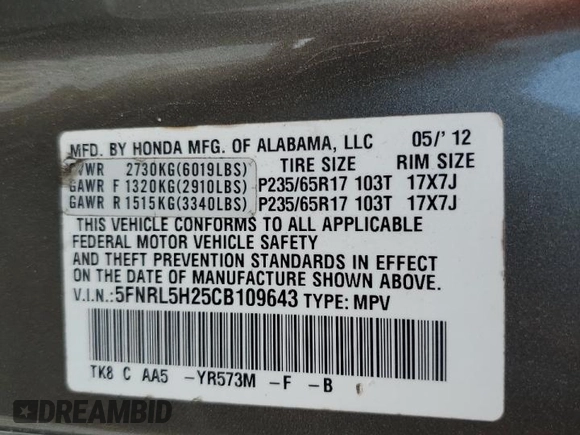 MFD. BY HONDA MFG. OF ALABAMA, LLC 05/'12
GVWR 2730KG(6019LBS) TIRE SIZE RIM SIZE
GAWR F 1320KG(2910LBS) P235/65R17 103T 17X7J
GAWR R 1515KG(3340LBS) P235/65R17 103T 17X7J
THIS VEHICLE CONFORMS TO ALL APPLICABLE
FEDERAL MOTOR VEHICLE SAFETY
AND THEFT PREVENTION STANDARDS IN EFFECT
ON THE DATE OF MANUFACTURE SHOWN ABOVE.
V.I.N.:5FNRL5H25CB109643 TYPE: MPV
TK8 C AA5 -YR573M -F -B
DREAMBID